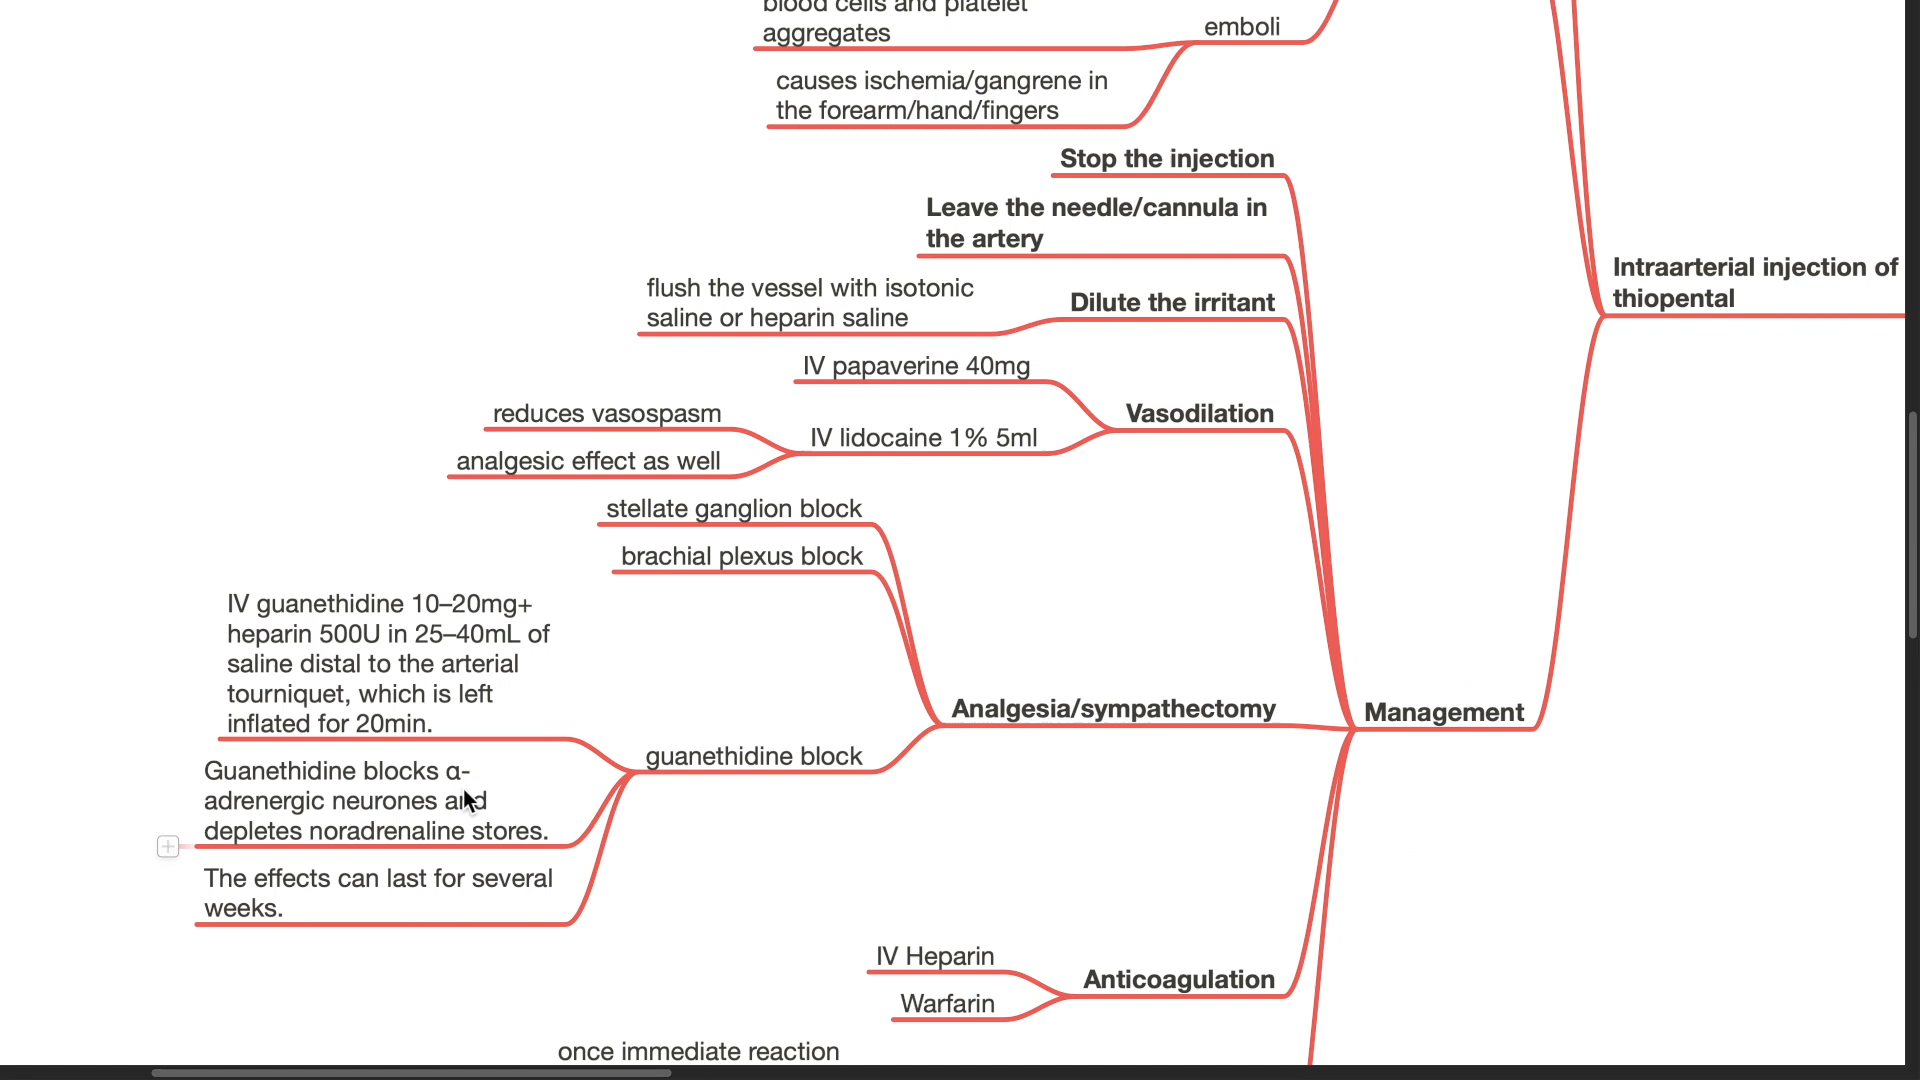 blood cells and platelet
aggregates
emboli
causes ischemia/gangrene in
the forearm/hand/fingers
Stop the injection
Leave the needle/cannula in
the artery
Intraarterial injection of
thiopental
flush the vessel with isotonic
saline or heparin saline
Dilute the irritant
IV papaverine 40mg
Vasodilation
reduces vasospasm
IV lidocaine 1% 5ml
analgesic effect as well
stellate ganglion block
brachial plexus block
IV guanethidine 10–20mg+
heparin 500U in 25–40mL of
saline distal to the arterial
tourniquet, which is left
inflated for 20min.
Analgesia/sympathectomy
Management
guanethidine block
Guanethidine blocks α-
adrenergic neurones and
depletes noradrenaline stores.
The effects can last for several
weeks.
IV Heparin
Anticoagulation
Warfarin
once immediate reaction